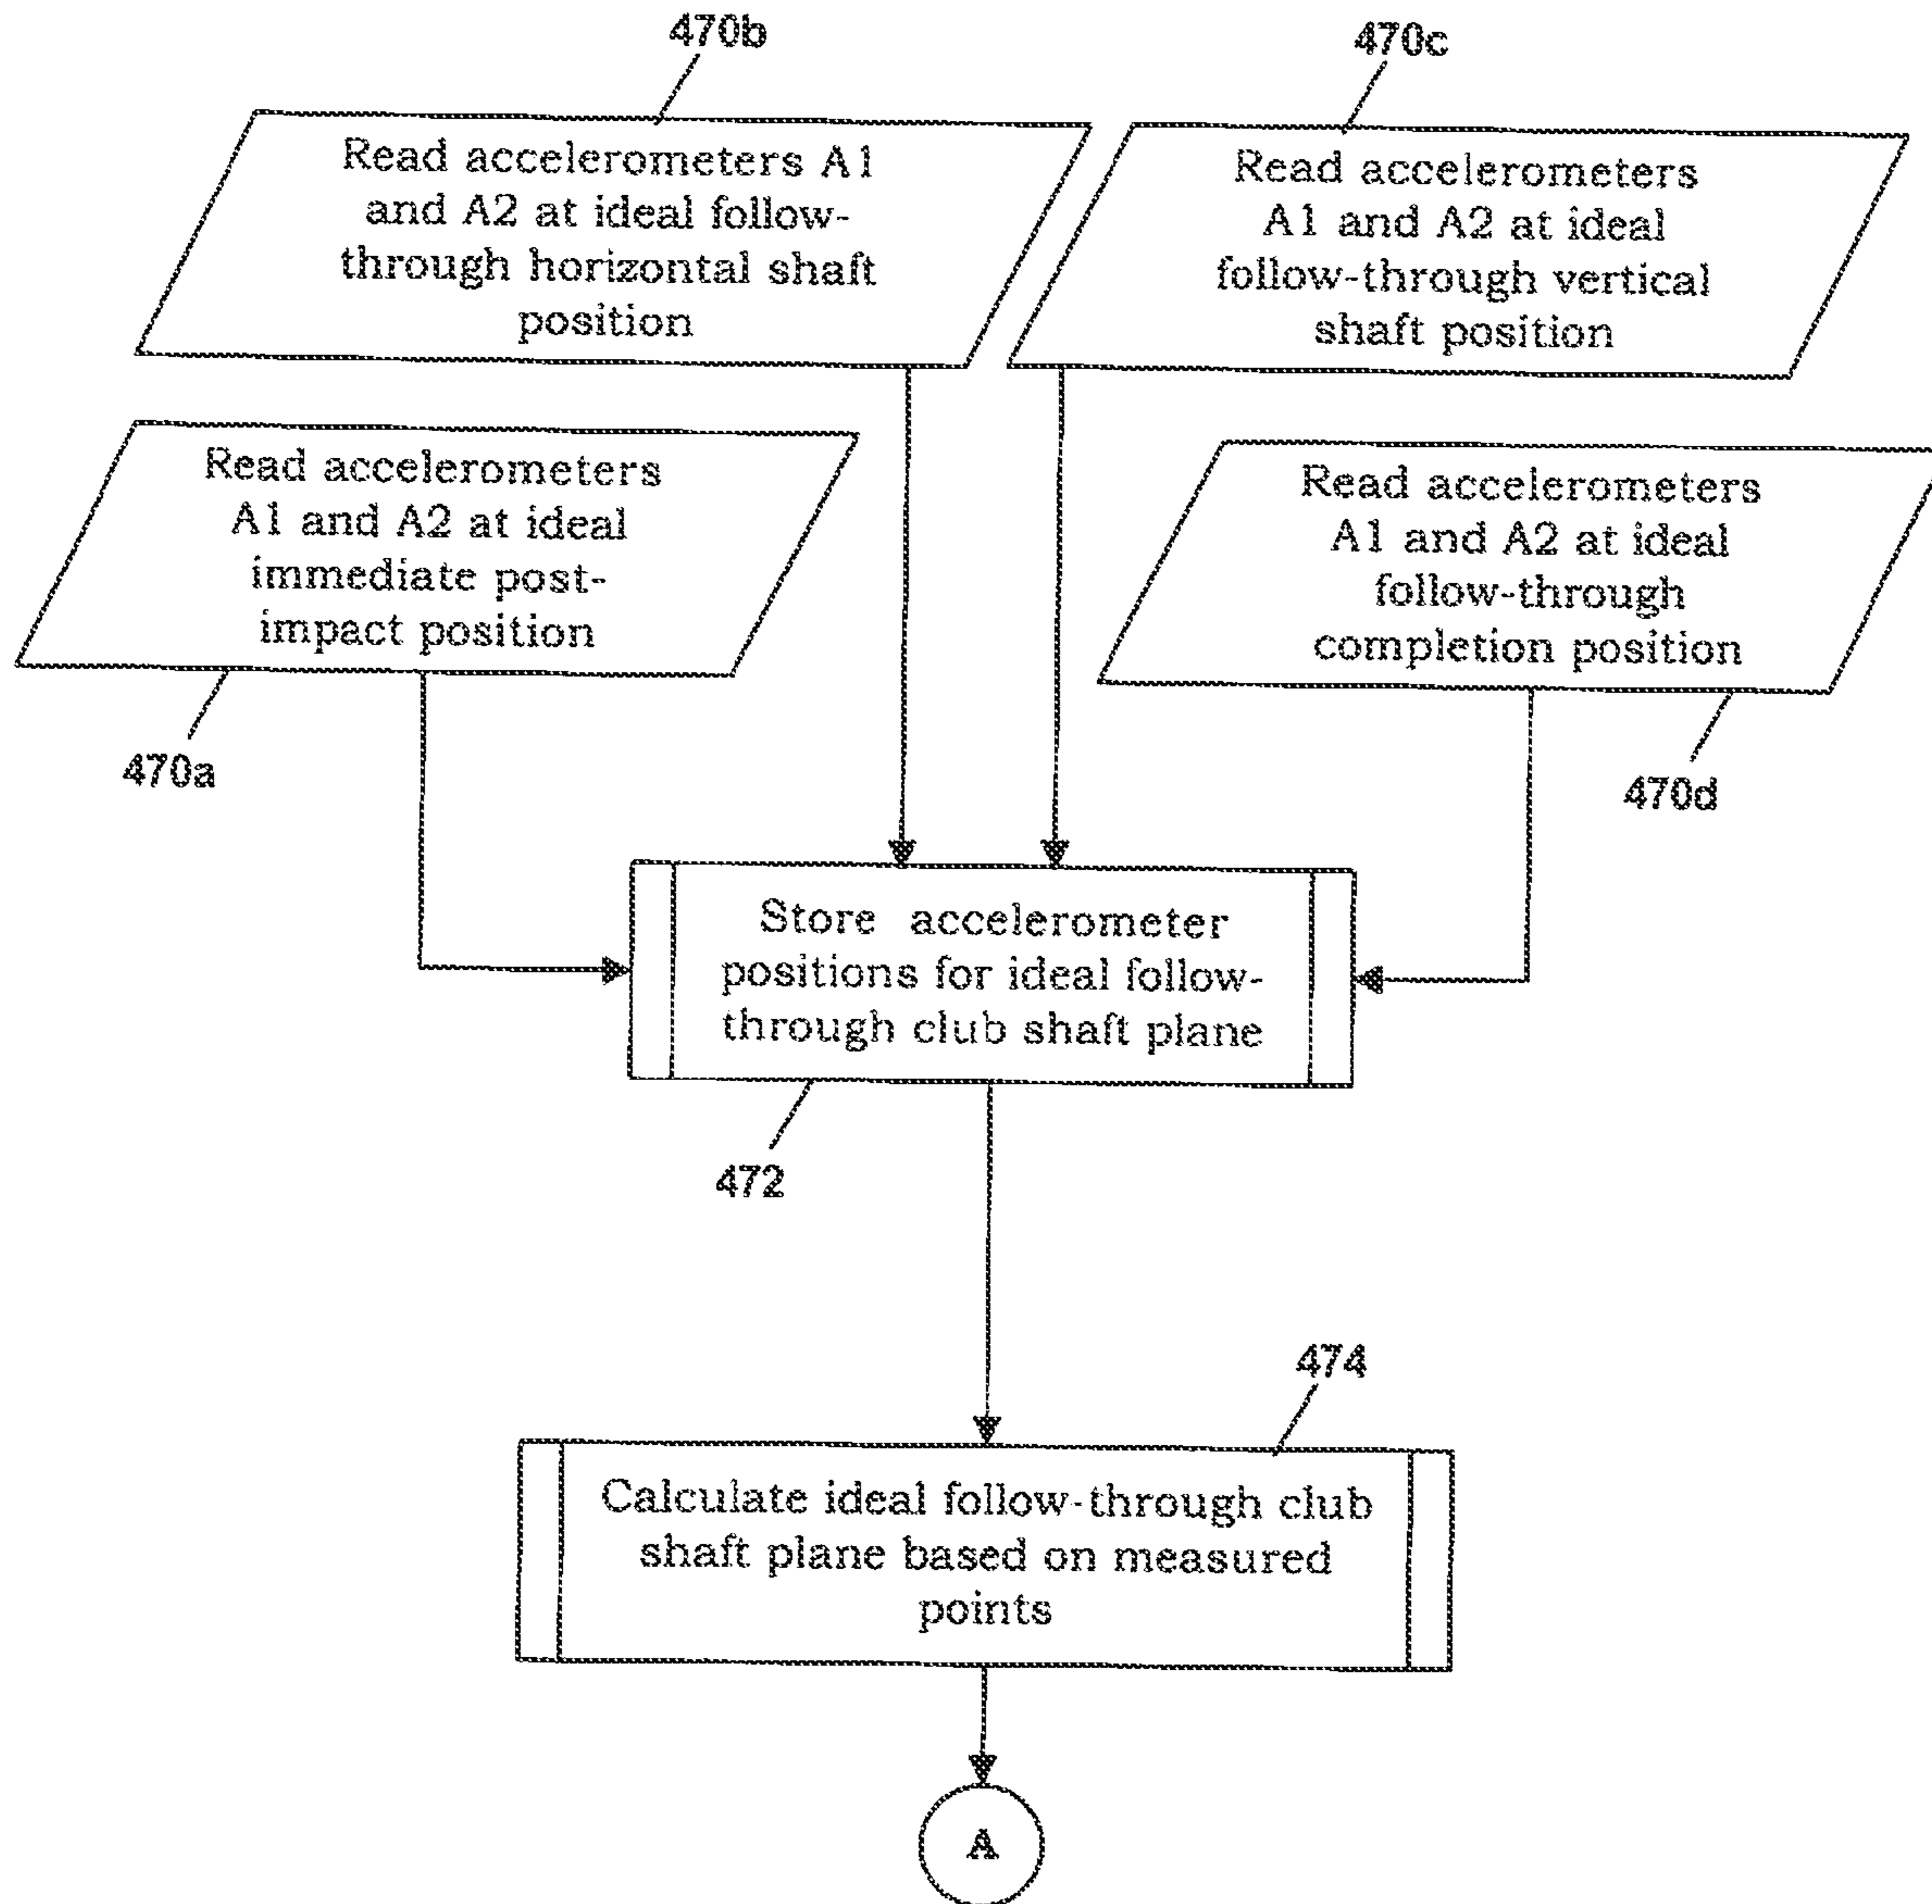 470b
470c
Read accelerometers A1
and A2 at ideal follow-
through horizontal shaft
position
Read accelerometers
A1 and A2 at ideal
follow-through vertical
shaft position
Read accelerometers
A1 and A2 at ideal
immediate post-
impact position
Read accelerometers
A1 and A2 at ideal
follow-through
completion position
470a
470d
Store accelerometer
positions for ideal follow-
through club shaft plane
472
474
Calculate ideal follow-through club
shaft plane based on measured
points
A